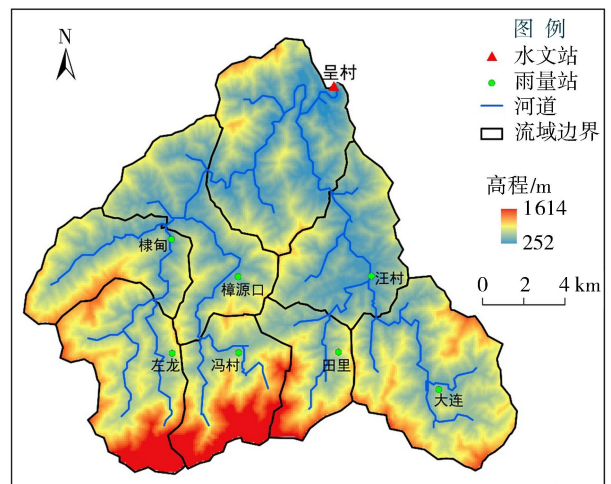 N
图 例
水文站
雨量站
河道
流域边界
高程/m
1614
252
0 2 4 km
呈村
棣甸
樟源口
汪村
左龙
冯村
田里
大连